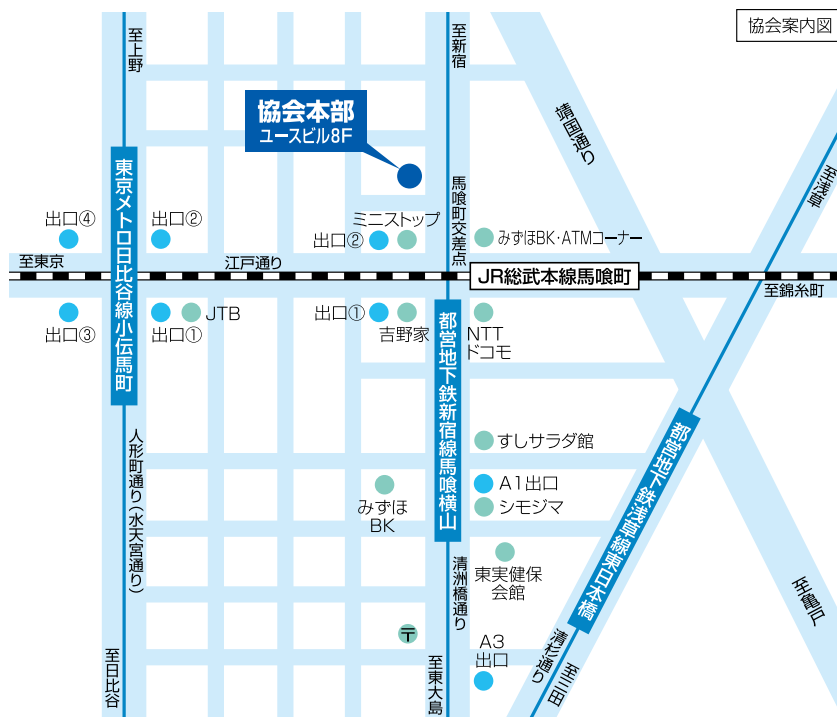 協会案内図
至上野
至新宿
協会本部
ユースビル8F
靖国通り
至浅草
東京メトロ日比谷線小伝馬町
馬喰町交差点
出口④
出口②
ミニストップ
出口②
みずほBK・ATMコーナー
至東京
江戸通り
JR総武本線馬喰町
至錦糸町
出口③
出口①
JTB
出口①
吉野家
NTT
ドコモ
都営地下鉄新宿線馬喰横山
すしサラダ館
A1出口
シモジマ
みずほ
BK
都営地下鉄浅草線東日本橋
人形町通り(水天宮通り)
東実健保
会館
清洲橋通り
至亀戸
〒
A3
出口
清杉通り
至三田
至日比谷
至東大島